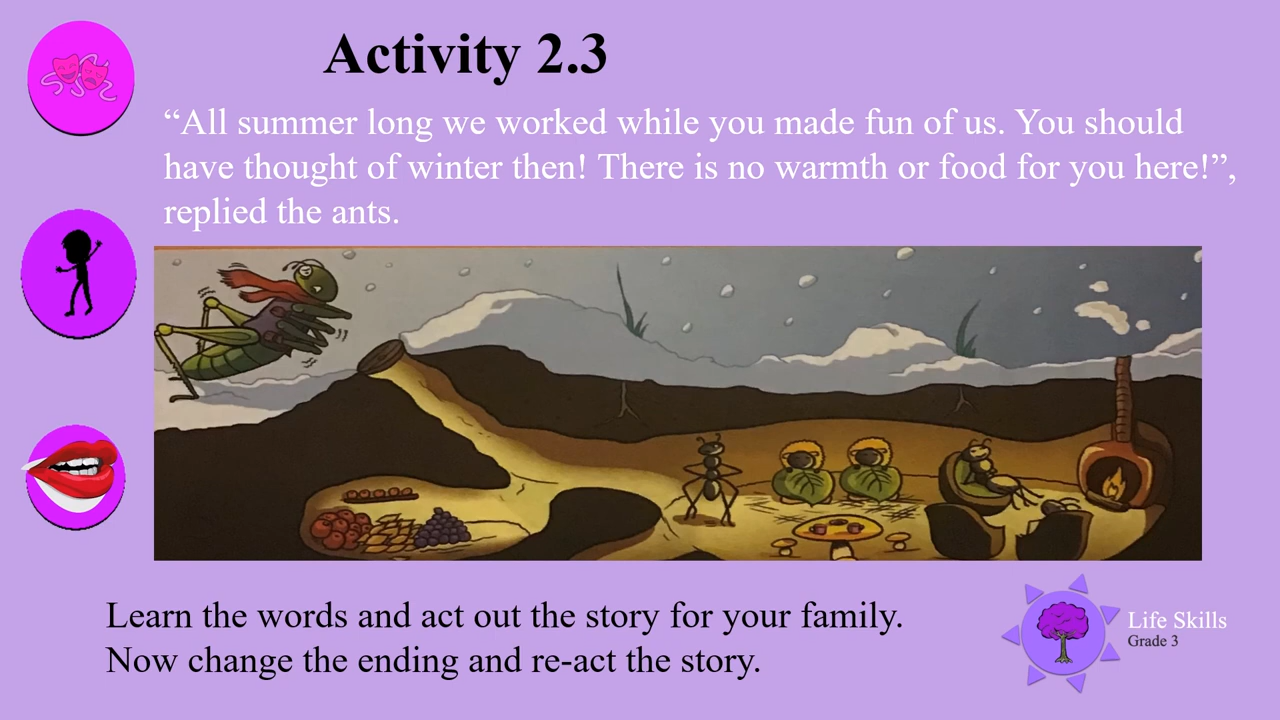 Activity 2.3
“All summer long we worked while you made fun of us. You should
have thought of winter then! There is no warmth or food for you here!”,
replied the ants.
Learn the words and act out the story for your family.
Now change the ending and re-act the story.
Life Skills
Grade 3